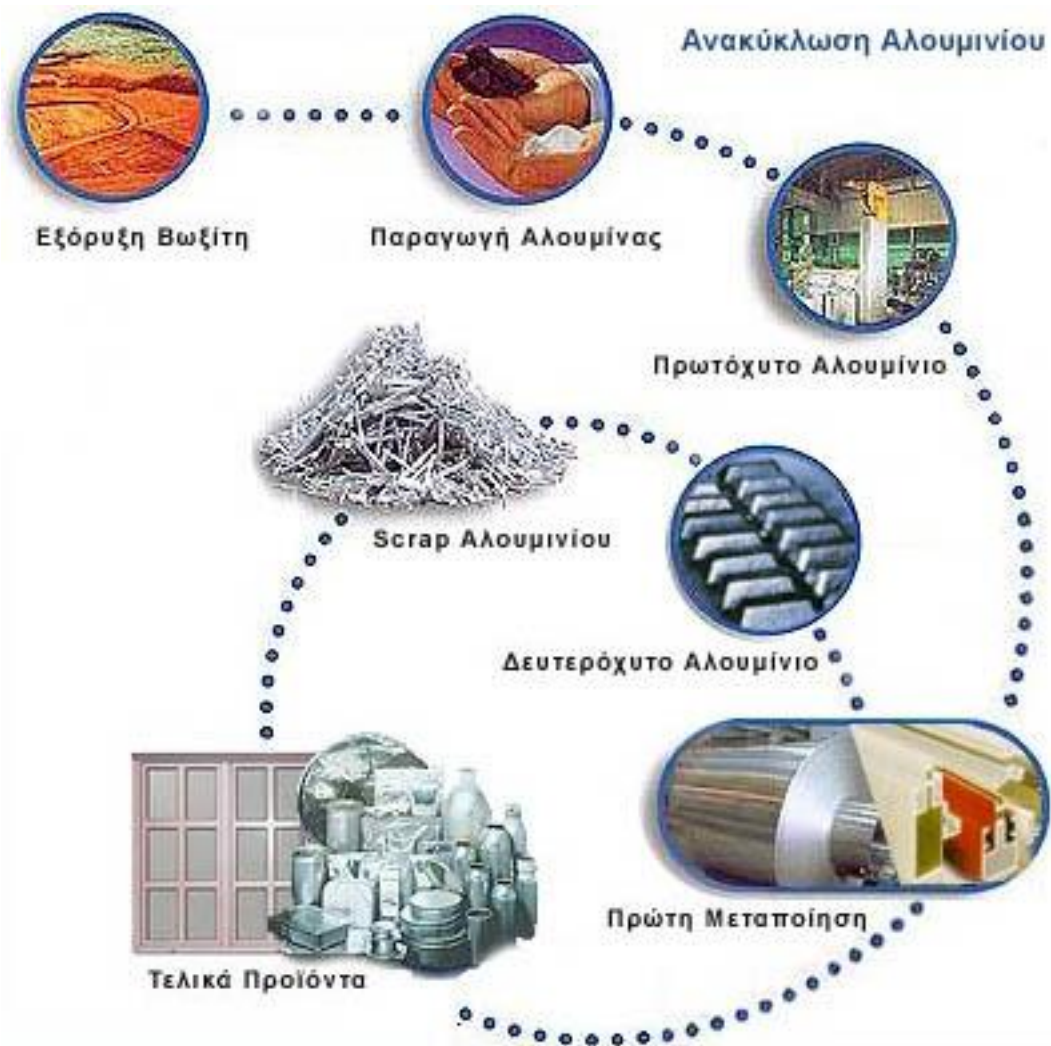 Ανακύκλωση Αλουμινίου
Εξόρυξη Βωξίτη
Παραγωγή Αλουμίνας
Πρωτόχυτο Αλουμίνιο
Scrap Αλουμινίου
Δευτερόχυτο Αλουμίνιο
Πρώτη Μεταποίηση
Τελικά Προϊόντα